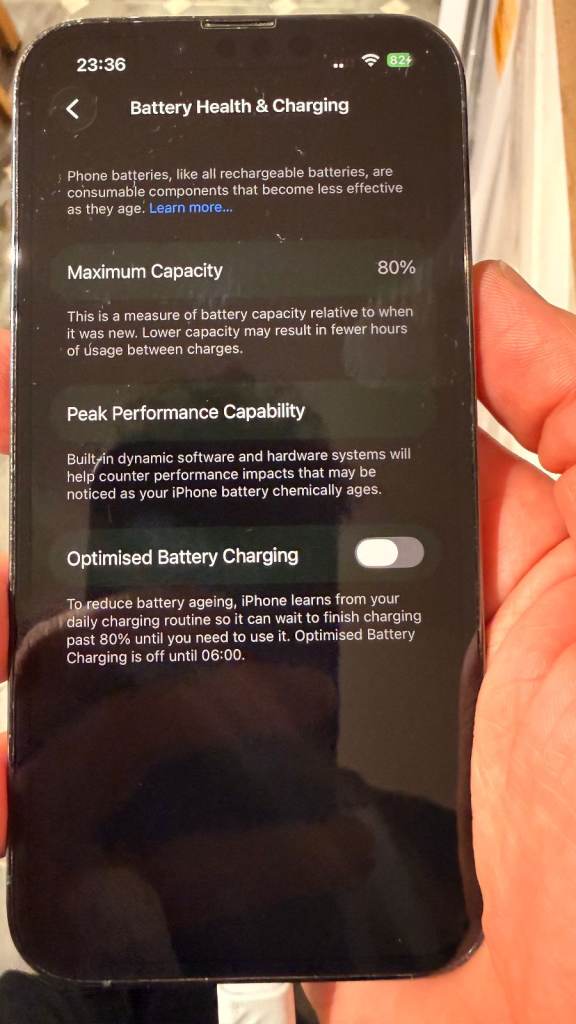 23:36
82
Battery Health & Charging
Phone batteries, like all rechargeable batteries, are
consumable components that become less effective
as they age. Learn more...
Maximum Capacity 80%
This is a measure of battery capacity relative to when
it was new. Lower capacity may result in fewer hours
of usage between charges.
Peak Performance Capability
Built-in dynamic software and hardware systems will
help counter performance impacts that may be
noticed as your iPhone battery chemically ages.
Optimised Battery Charging
To reduce battery ageing, iPhone learns from your
daily charging routine so it can wait to finish charging
past 80% until you need to use it. Optimised Battery
Charging is off until 06:00.